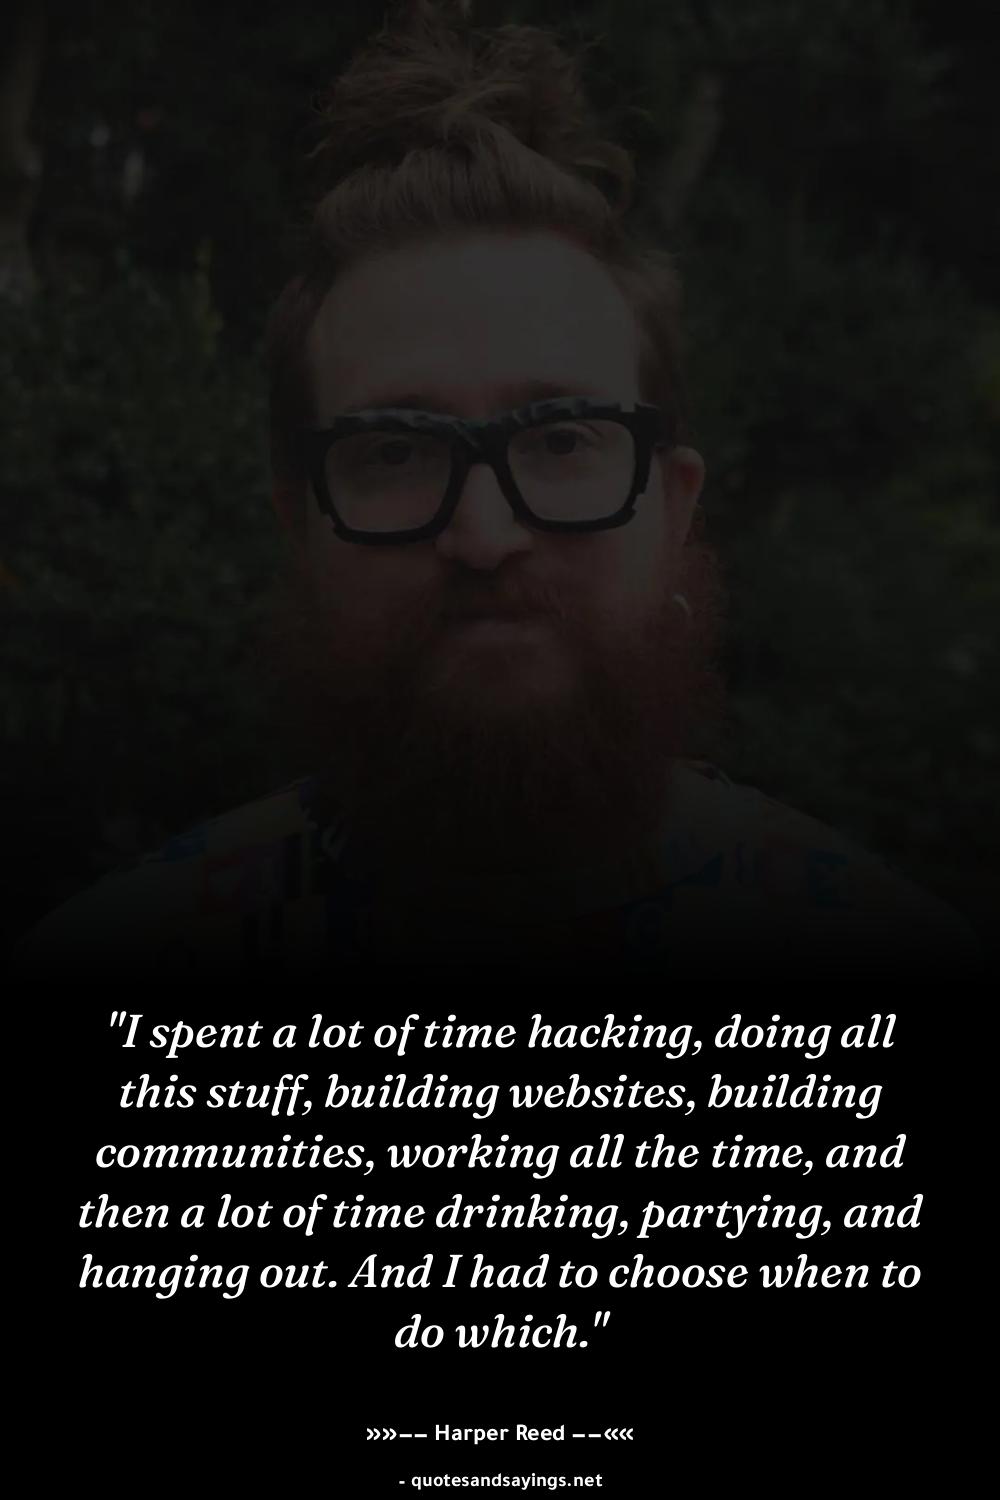 "I spent a lot of time hacking, doing all
this stuff, building websites, building
communities, working all the time, and
then a lot of time drinking, partying, and
hanging out. And I had to choose when to
do which."
»»−− Harper Reed −−««
- quotesandsayings.net